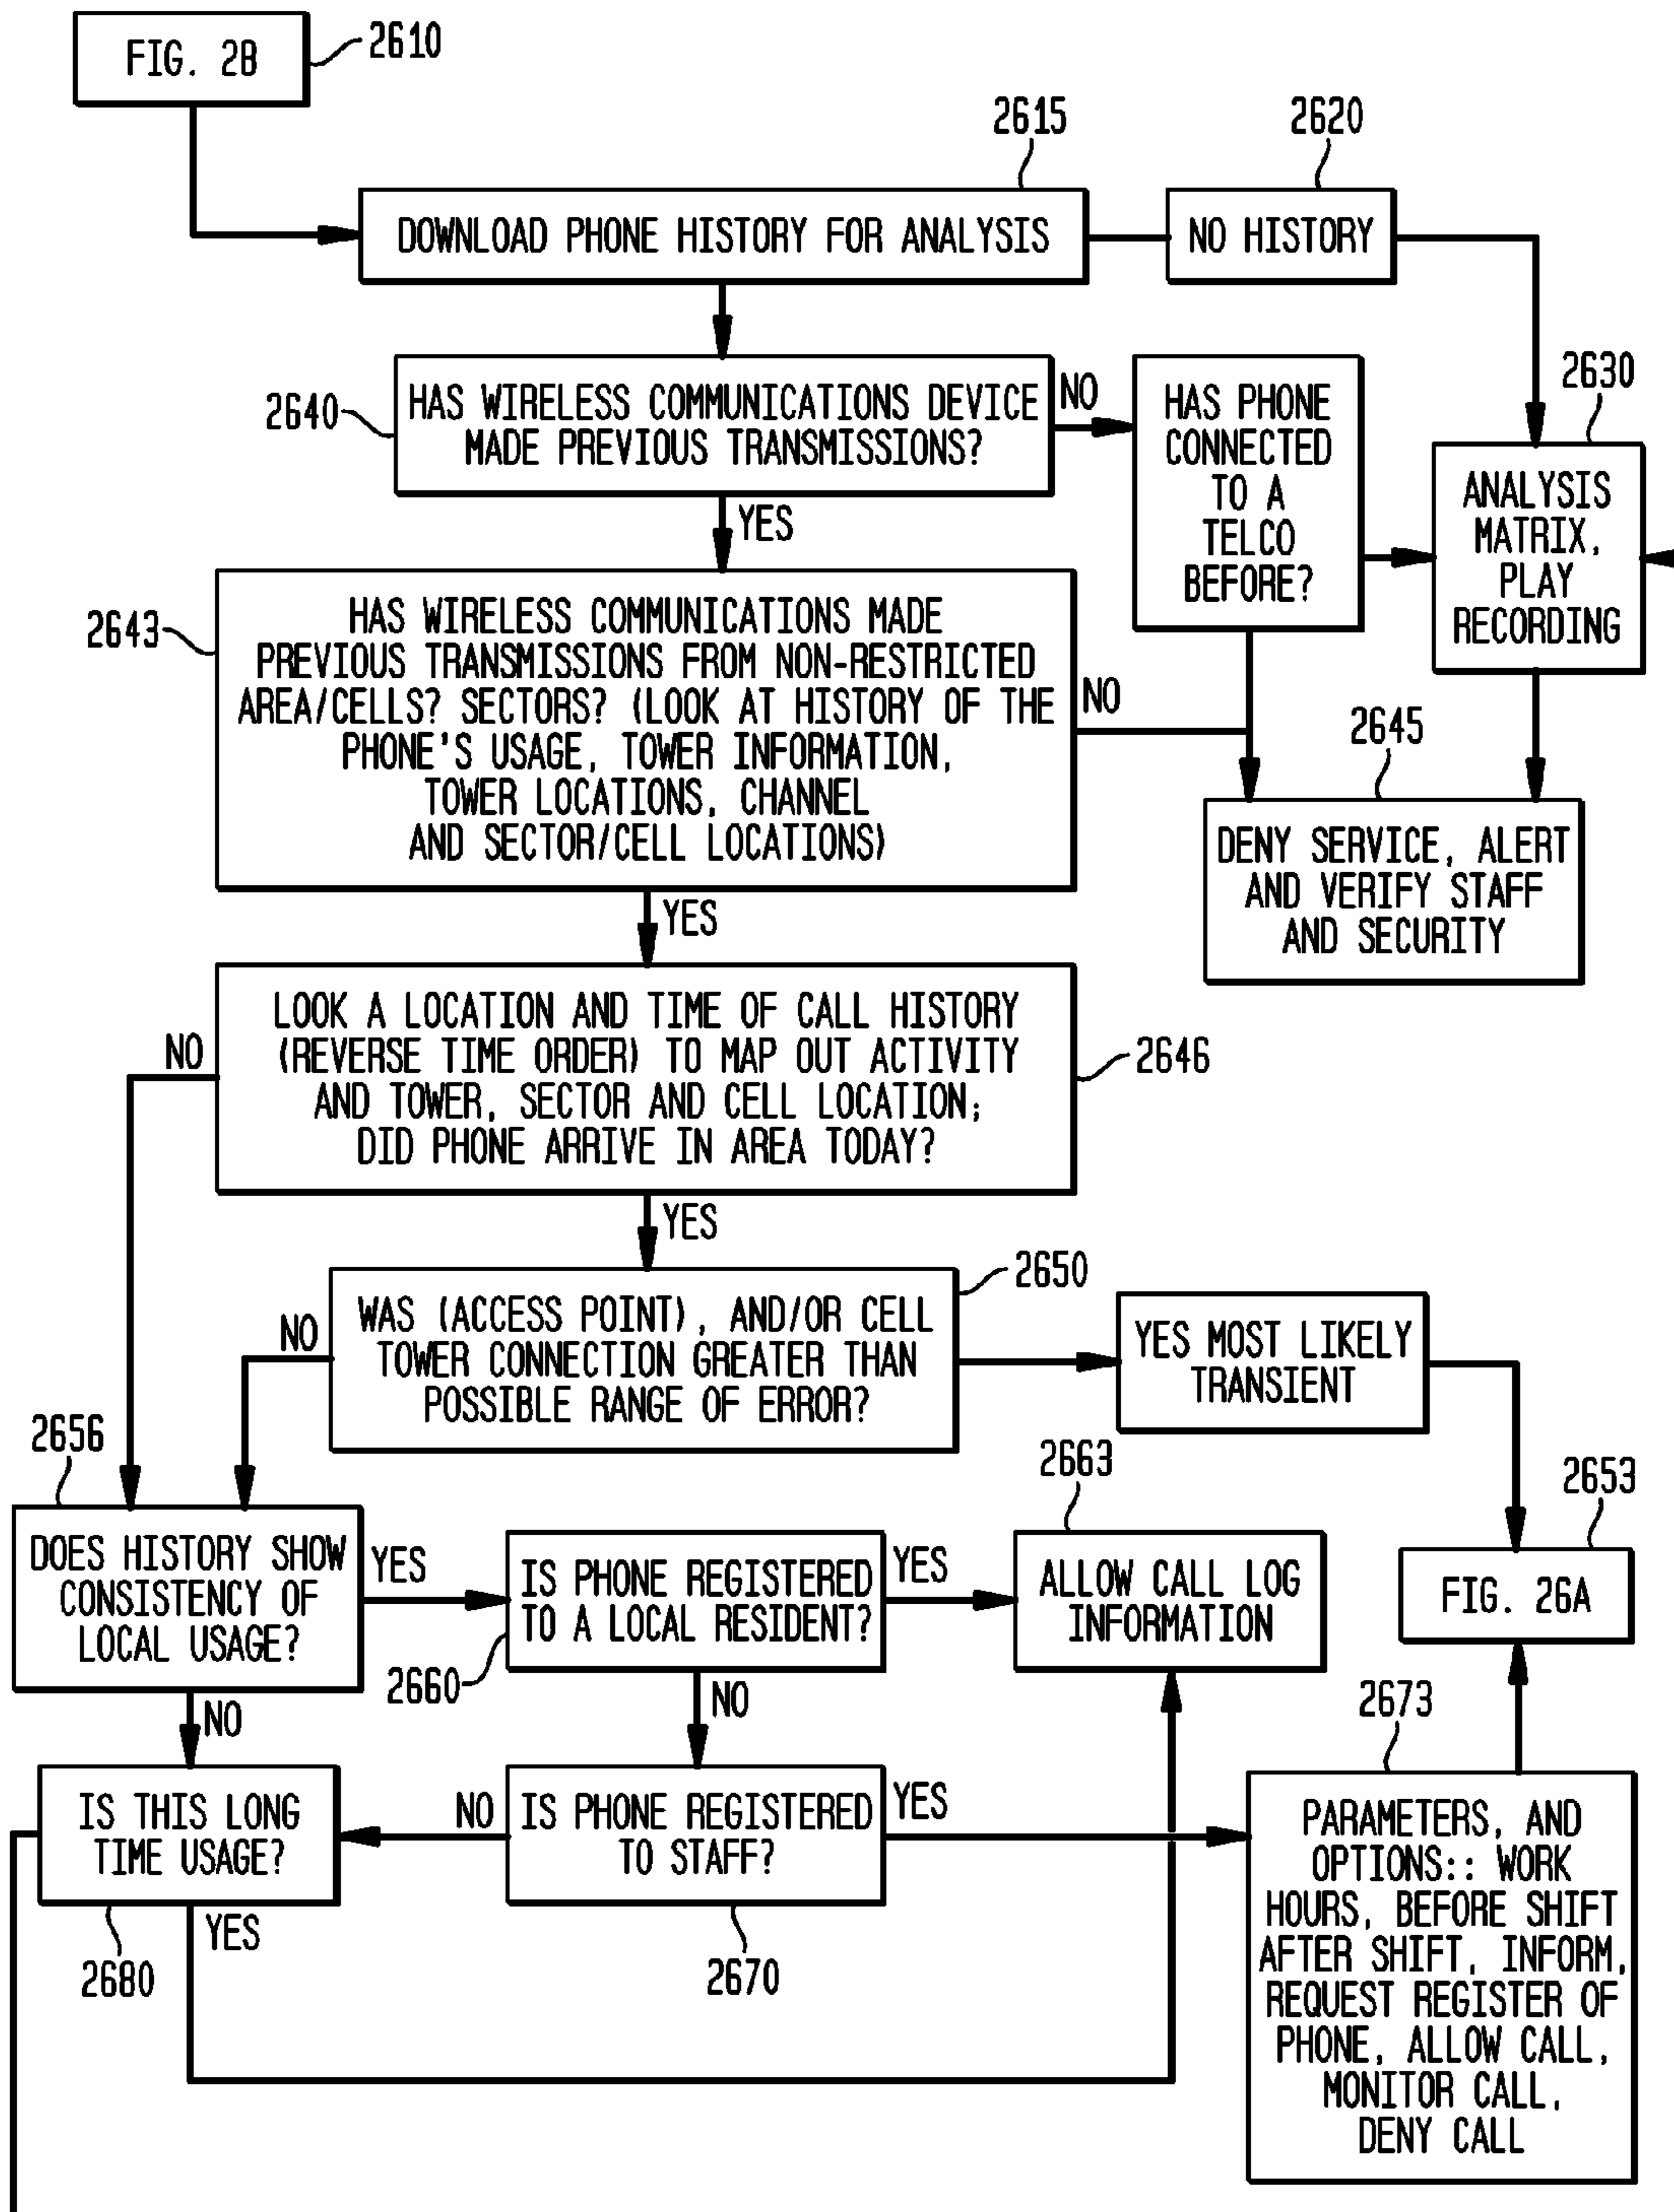 FIG. 2B
2610
2615
2620
DOWNLOAD PHONE HISTORY FOR ANALYSIS
NO HISTORY
2640
HAS WIRELESS COMMUNICATIONS DEVICE
MADE PREVIOUS TRANSMISSIONS?
NO
HAS PHONE
CONNECTED
TO A
TELCO
BEFORE?
2630
ANALYSIS
MATRIX,
PLAY
RECORDING
YES
2643
HAS WIRELESS COMMUNICATIONS MADE
PREVIOUS TRANSMISSIONS FROM NON-RESTRICTED
AREA/CELLS? SECTORS? (LOOK AT HISTORY OF THE
PHONE'S USAGE, TOWER INFORMATION,
TOWER LOCATIONS, CHANNEL
AND SECTOR/CELL LOCATIONS)
NO
2645
DENY SERVICE, ALERT
AND VERIFY STAFF
AND SECURITY
YES
NO
LOOK A LOCATION AND TIME OF CALL HISTORY
(REVERSE TIME ORDER) TO MAP OUT ACTIVITY
AND TOWER, SECTOR AND CELL LOCATION;
DID PHONE ARRIVE IN AREA TODAY?
2646
YES
NO
WAS (ACCESS POINT), AND/OR CELL
TOWER CONNECTION GREATER THAN
POSSIBLE RANGE OF ERROR?
2650
YES MOST LIKELY
TRANSIENT
2656
DOES HISTORY SHOW
CONSISTENCY OF
LOCAL USAGE?
YES
IS PHONE REGISTERED
TO A LOCAL RESIDENT?
2660
YES
2663
ALLOW CALL LOG
INFORMATION
2653
FIG. 26A
NO
NO
2673
IS THIS LONG
TIME USAGE?
2680
NO
IS PHONE REGISTERED
TO STAFF?
2670
YES
PARAMETERS, AND
OPTIONS:: WORK
HOURS, BEFORE SHIFT
AFTER SHIFT, INFORM,
REQUEST REGISTER OF
PHONE, ALLOW CALL,
MONITOR CALL,
DENY CALL
YES